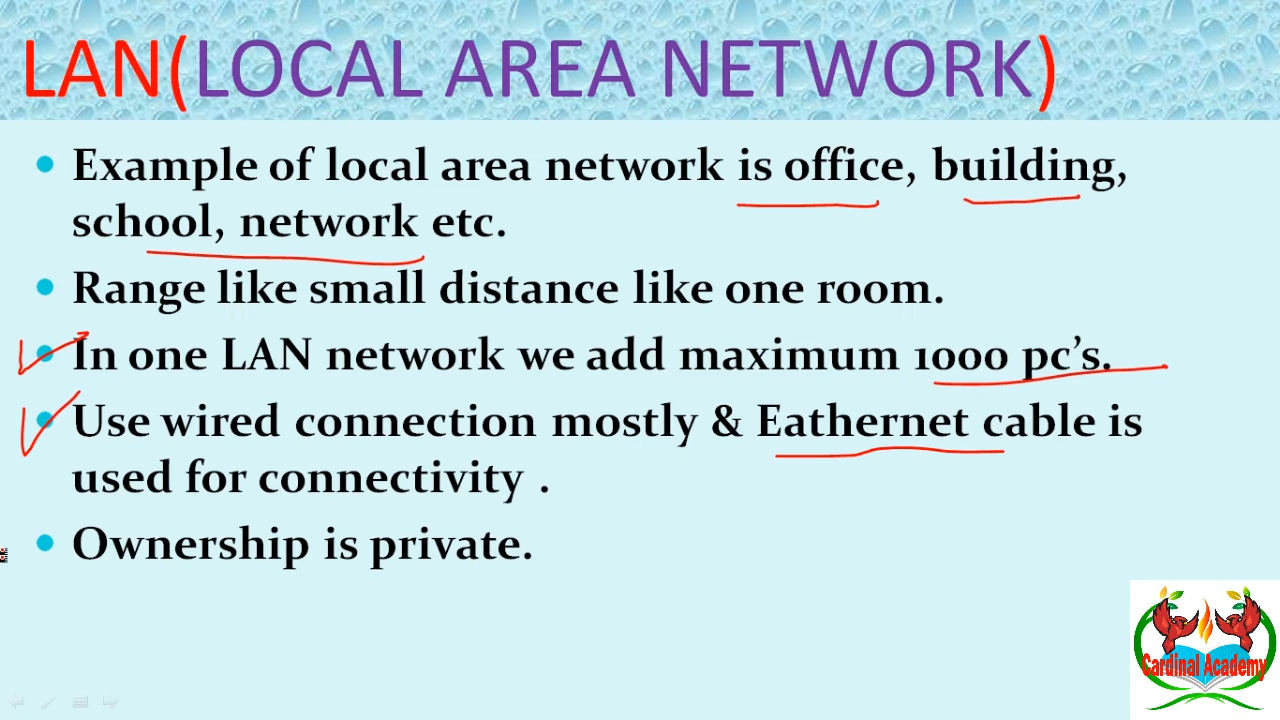 LAN(LOCAL AREA NETWORK)
Example of local area network is office, building,
school, network etc.
Range like small distance like one room.
In one LAN network we add maximum 1000 pc’s.
Use wired connection mostly & Eathernet cable is
used for connectivity .
Ownership is private.
Cardinal Academy